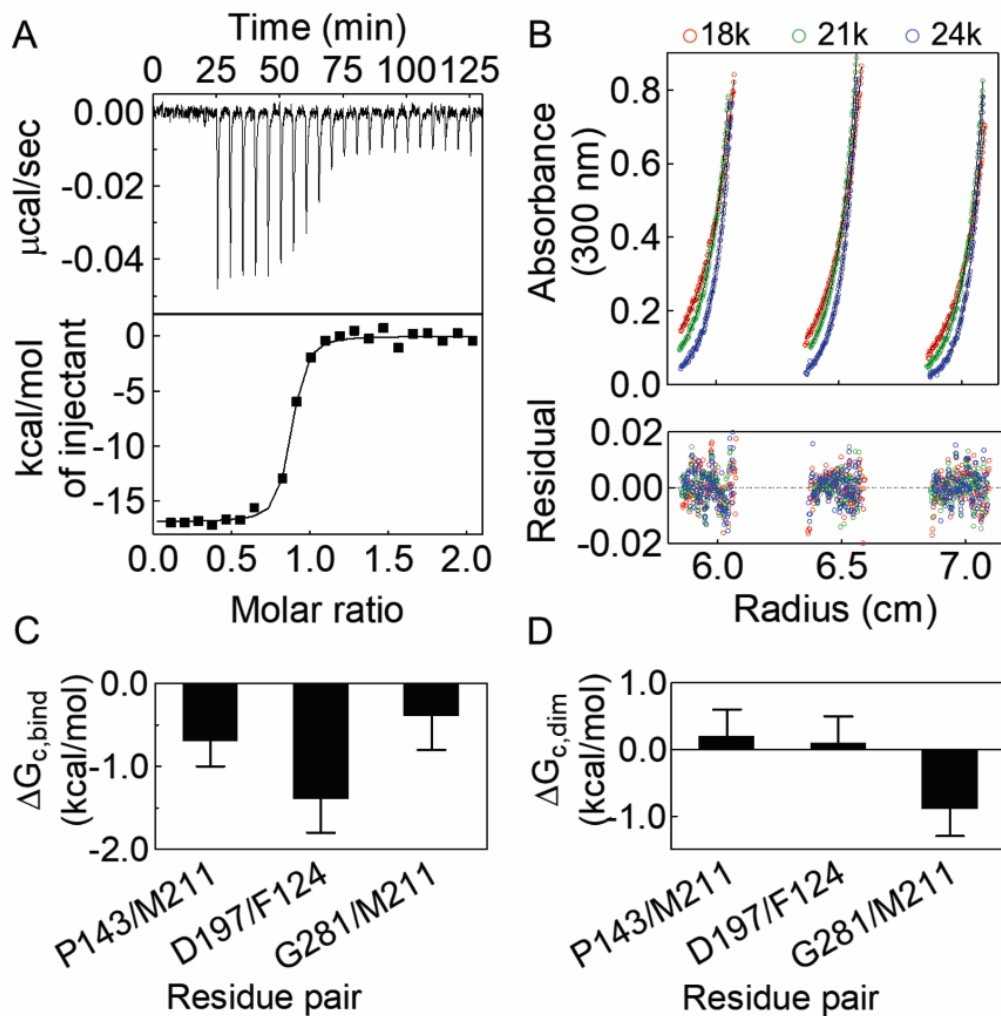 A
Time (min)
0 25 50 75 100 125
0.00
-0.02
-0.04
μcal/sec
0
-5
-10
-15
kcal/mol
of injectant
0.0 0.5 1.0 1.5 2.0
Molar ratio
B
18k 21k 24k
0.8
0.6
0.4
0.2
0.0
Absorbance
(300 nm)
0.02
0.00
-0.02
Residual
6.0 6.5 7.0
Radius (cm)
C
0.0
-1.0
-2.0
ΔGc,bind
(kcal/mol)
P143/M211
D197/F124
G281/M211
Residue pair
D
1.0
0.0
-1.0
ΔGc,dim
(kcal/mol)
P143/M211
D197/F124
G281/M211
Residue pair